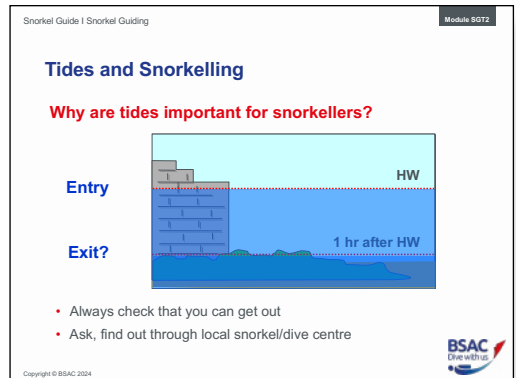 Snorkel Guide I Snorkel Guiding
Module SGT2
Tides and Snorkelling
Why are tides important for snorkellers?
HW
Entry
1 hr after HW
Exit?
• Always check that you can get out
• Ask, find out through local snorkel/dive centre
BSAC
Dive with us
Copyright © BSAC 2024